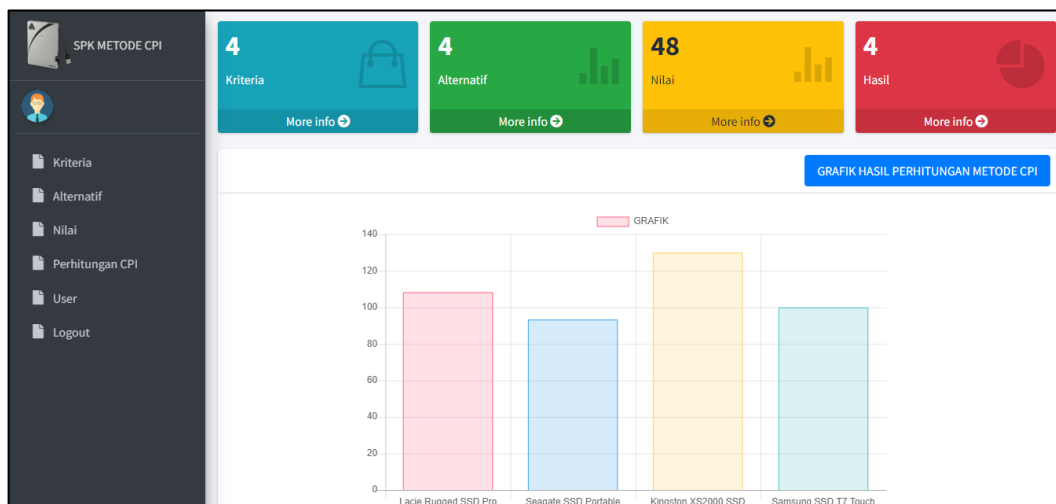 SPK METODE CPI
Kriteria
Alternatif
Nilai
Perhitungan CPI
User
Logout
4
Kriteria
More info
4
Alternatif
More info
48
Nilai
More info
4
Hasil
More info
GRAFIK HASIL PERHITUNGAN METODE CPI
GRAFIK
140
120
100
80
60
40
20
0
Lacie Rugged SSD Pro
Seagate SSD Portable
Kingston XS2000 SSD
Samsung SSD T7 Touch